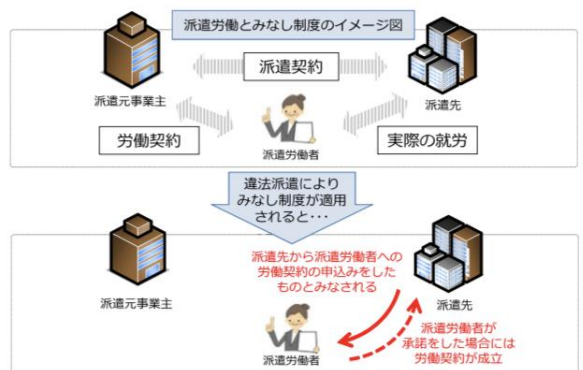 派遣労働とみなし制度のイメージ図
派遣契約
派遣元事業主
派遣先
労働契約
派遣労働者
実際の就労
違法派遣により
みなし制度が適用
されると･･･
派遣先から派遣労働者への
労働契約の申込みをした
ものとみなされる
派遣元事業主
派遣先
派遣労働者
派遣労働者が
承諾をした場合には
労働契約が成立